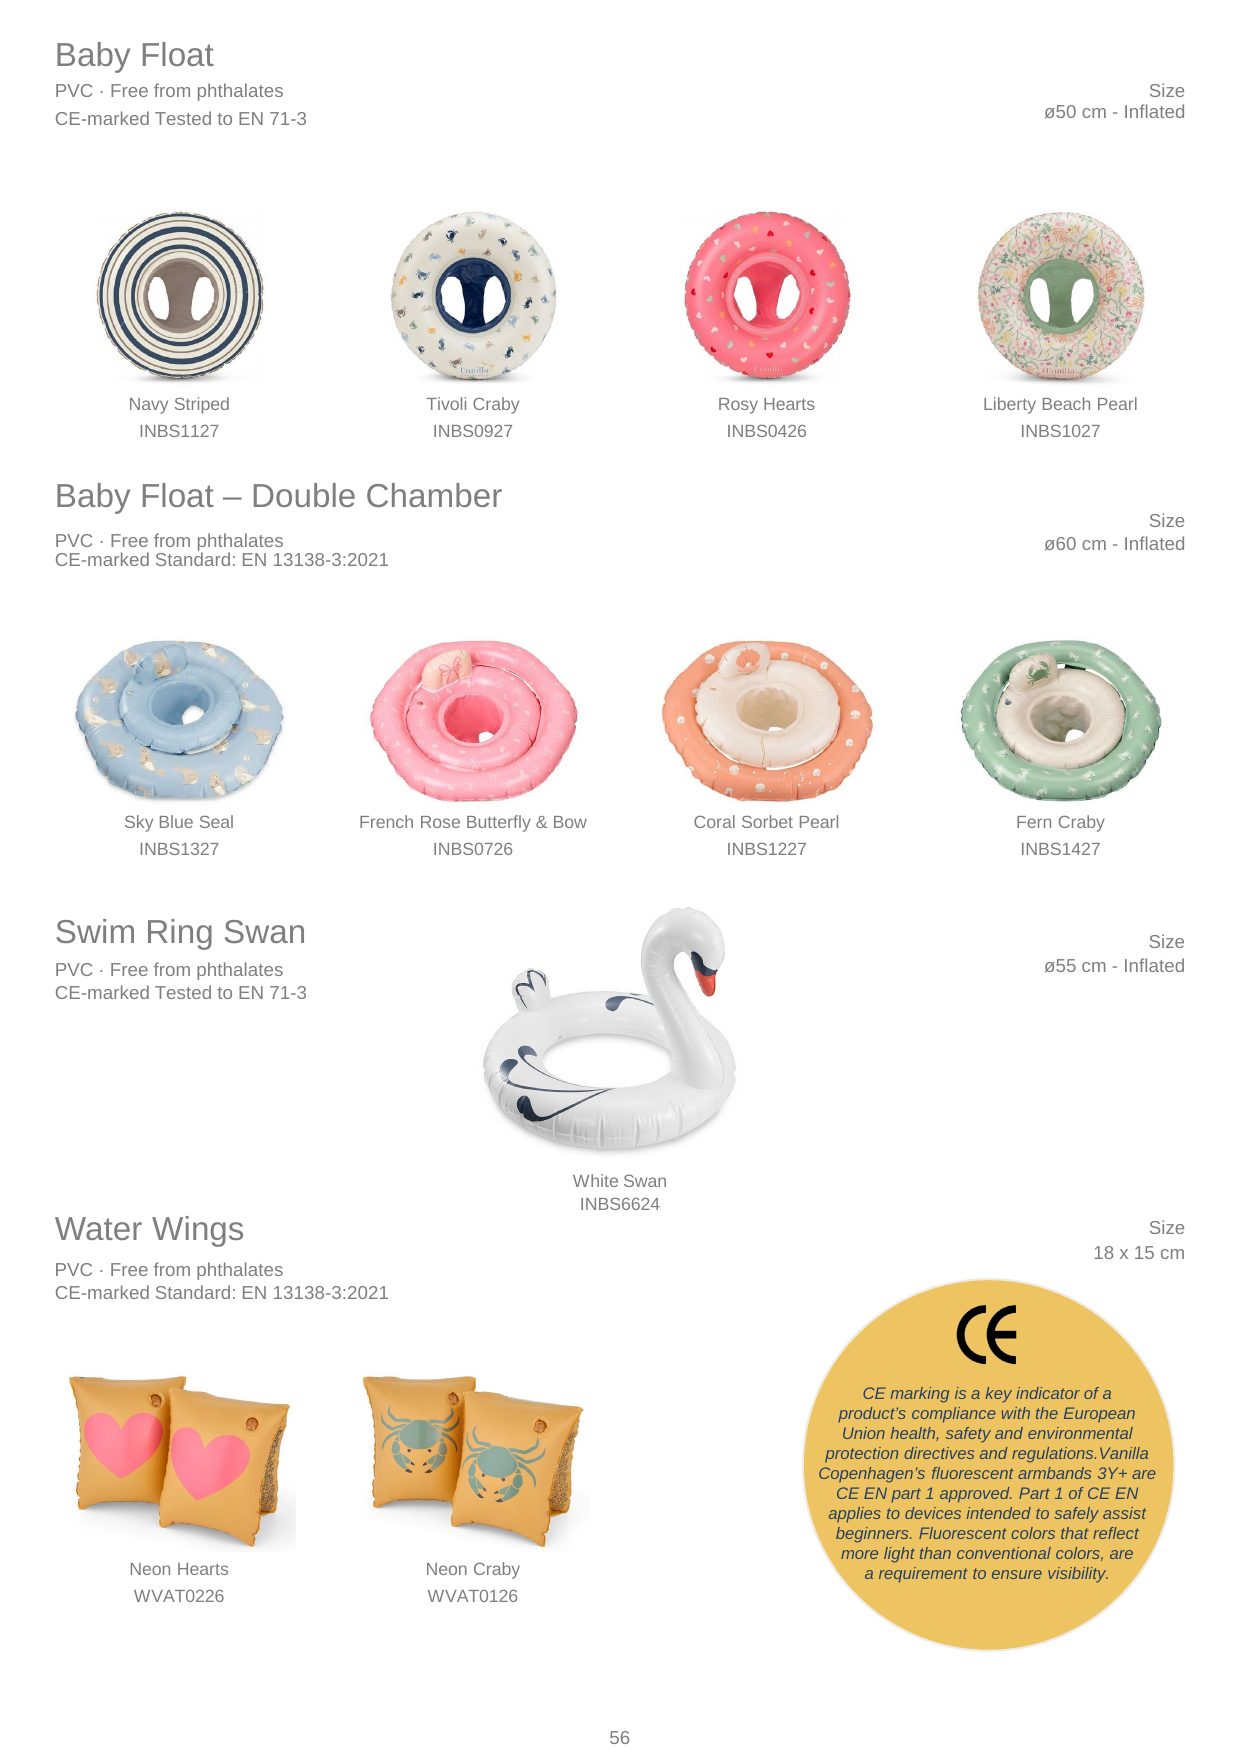 Baby Float
PVC · Free from phthalates
CE-marked Tested to EN 71-3
Size
ø50 cm - Inflated
Vanilla
Vanilla
Vanilla
Navy Striped
INBS1127
Tivoli Craby
INBS0927
Rosy Hearts
INBS0426
Liberty Beach Pearl
INBS1027
Baby Float – Double Chamber
PVC · Free from phthalates
CE-marked Standard: EN 13138-3:2021
Size
ø60 cm - Inflated
Sky Blue Seal
INBS1327
French Rose Butterfly & Bow
INBS0726
Coral Sorbet Pearl
INBS1227
Fern Craby
INBS1427
Swim Ring Swan
PVC · Free from phthalates
CE-marked Tested to EN 71-3
Size
ø55 cm - Inflated
White Swan
INBS6624
Water Wings
PVC · Free from phthalates
CE-marked Standard: EN 13138-3:2021
Size
18 x 15 cm
Neon Hearts
WVAT0226
Neon Craby
WVAT0126
CE
CE marking is a key indicator of a
product’s compliance with the European
Union health, safety and environmental
protection directives and regulations.Vanilla
Copenhagen’s fluorescent armbands 3Y+ are
CE EN part 1 approved. Part 1 of CE EN
applies to devices intended to safely assist
beginners. Fluorescent colors that reflect
more light than conventional colors, are
a requirement to ensure visibility.
56